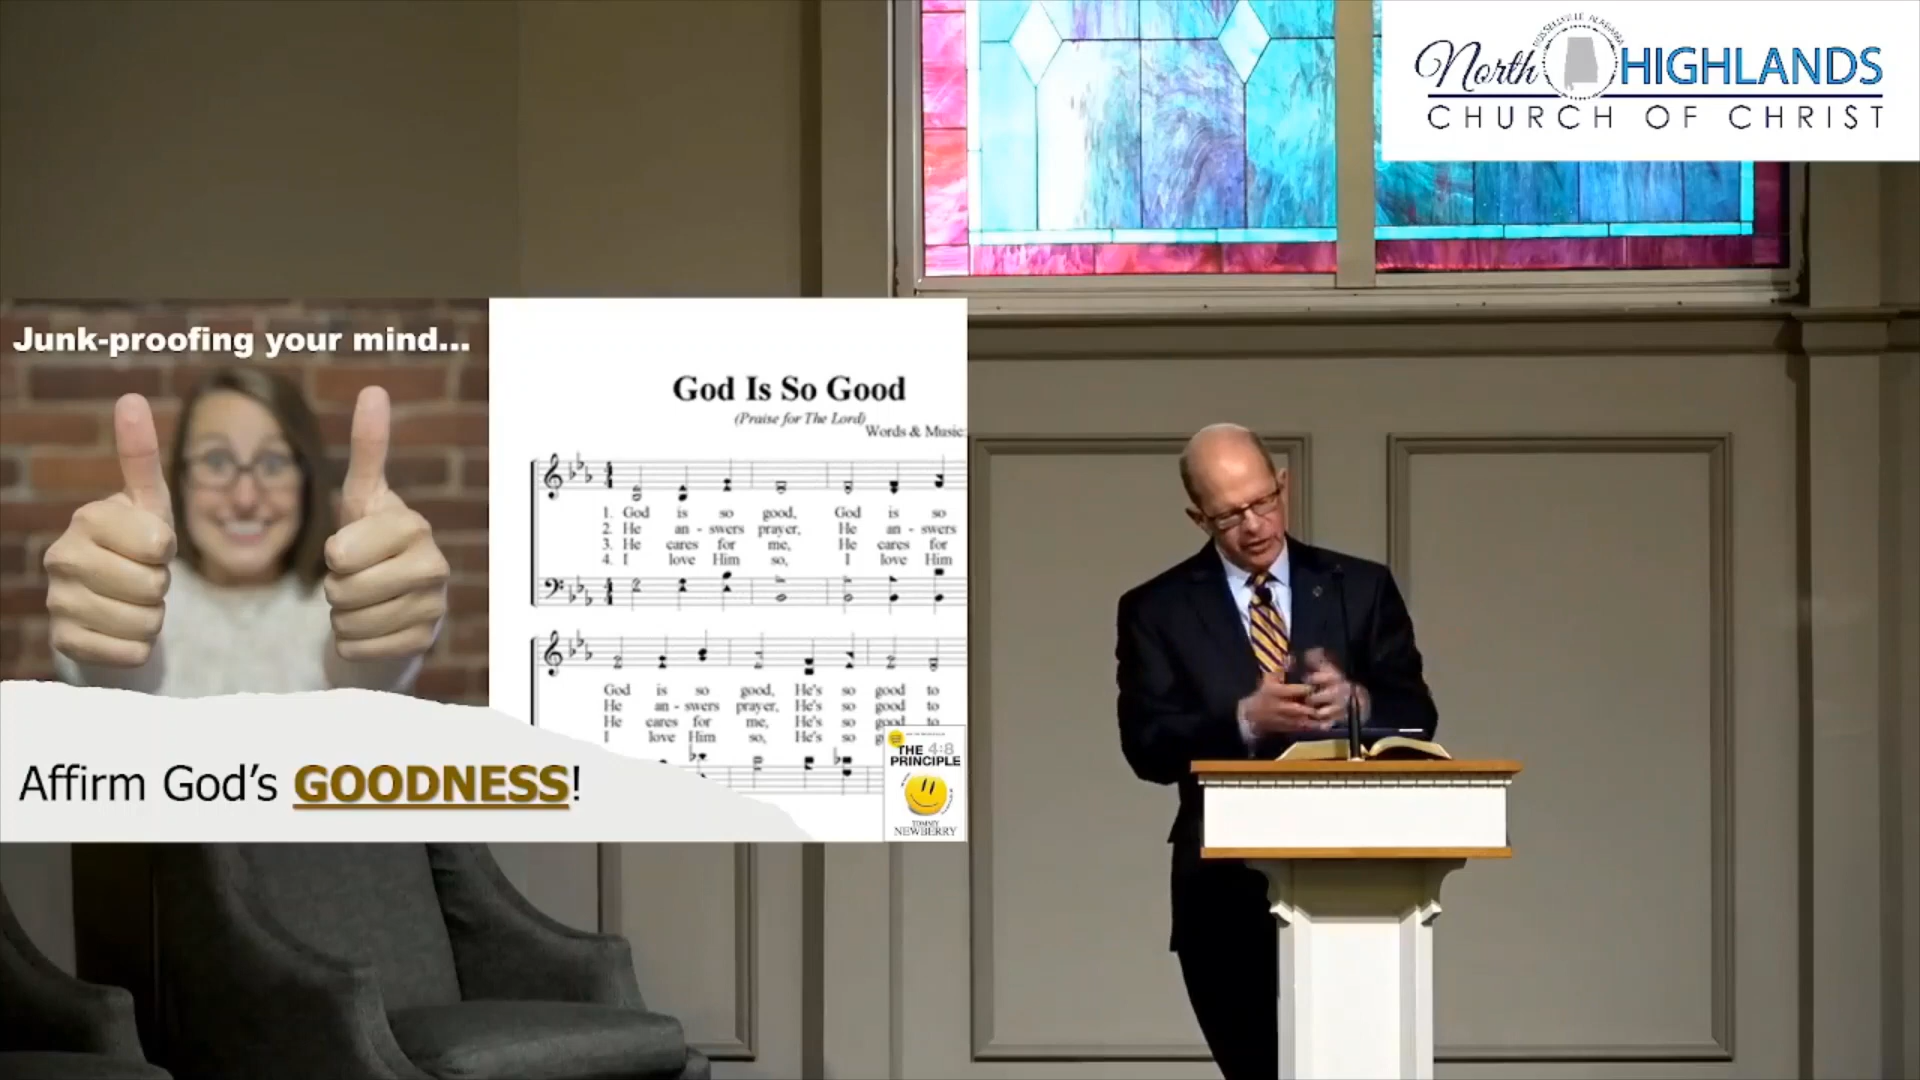 RUSSELLVILLE ALABAMA
North HIGHLANDS
CHURCH OF CHRIST
Junk-proofing your mind...
God Is So Good
(Praise for The Lord)
Words & Music:
1. God is so good, God is so
2. He an - swers prayer, He an - swers
3. He cares for me, He cares for
4. I love Him so, I love Him
God is so good, He's so good to
He an - swers prayer, He's so good to
He cares for me, He's so good to
I love Him so, He's so g
THE 4:8
PRINCIPLE
TOMMY
NEWBERRY
Affirm God's GOODNESS!